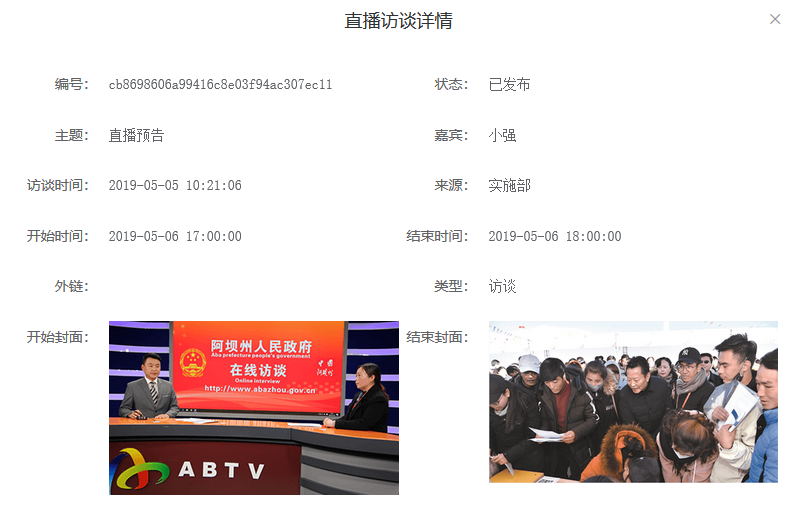 直播访谈详情
编号： cb8698606a99416c8e03f94ac307ec11 状态： 已发布
主题： 直播预告 嘉宾： 小强
访谈时间： 2019-05-05 10:21:06 来源： 实施部
开始时间： 2019-05-06 17:00:00 结束时间： 2019-05-06 18:00:00
外链： 类型： 访谈
开始封面： 结束封面：
阿坝州人民政府
Aba prefecture people's government
在线访谈
Online interview
http://www.abazhou.gov.cn
ABTV